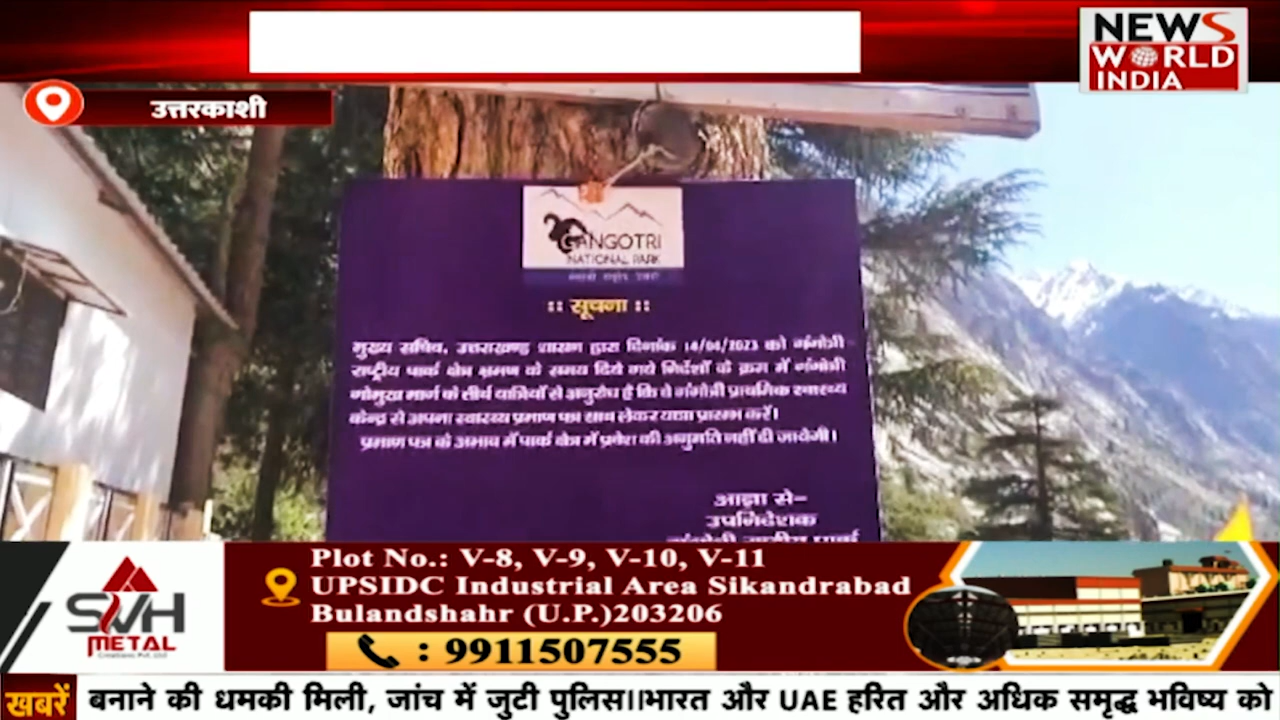 NEWS
WORLD
INDIA
उत्तरकाशी
GANGOTRI
NATIONAL PARK
:: सूचना ::
मुख्य सचिव, उत्तराखण्ड शासन द्वारा दिनांक 14/04/2023 को गंगोत्री
राष्ट्रीय पार्क क्षेत्र भ्रमण के समय दिये गये निर्देशों के क्रम में गंगोत्री
गोमुख मार्ग के तीर्थ यात्रियों से अनुरोध है कि वे गंगोत्री प्राथमिक स्वास्थ्य
केन्द्र से अपना स्वास्थ्य प्रमाण पत्र साथ लेकर यात्रा प्रारम्भ करें।
प्रमाण पत्र के अभाव में पार्क क्षेत्र में प्रवेश की अनुमति नहीं दी जायेगी।
आज्ञा से-
उपनिदेशक
SVH
METAL
Plot No.: V-8, V-9, V-10, V-11
UPSIDC Industrial Area Sikandrabad
Bulandshahr (U.P.)203206
: 9911507555
खबरें
बनाने की धमकी मिली, जांच में जुटी पुलिस।।भारत और UAE हरित और अधिक समृद्ध भविष्य को